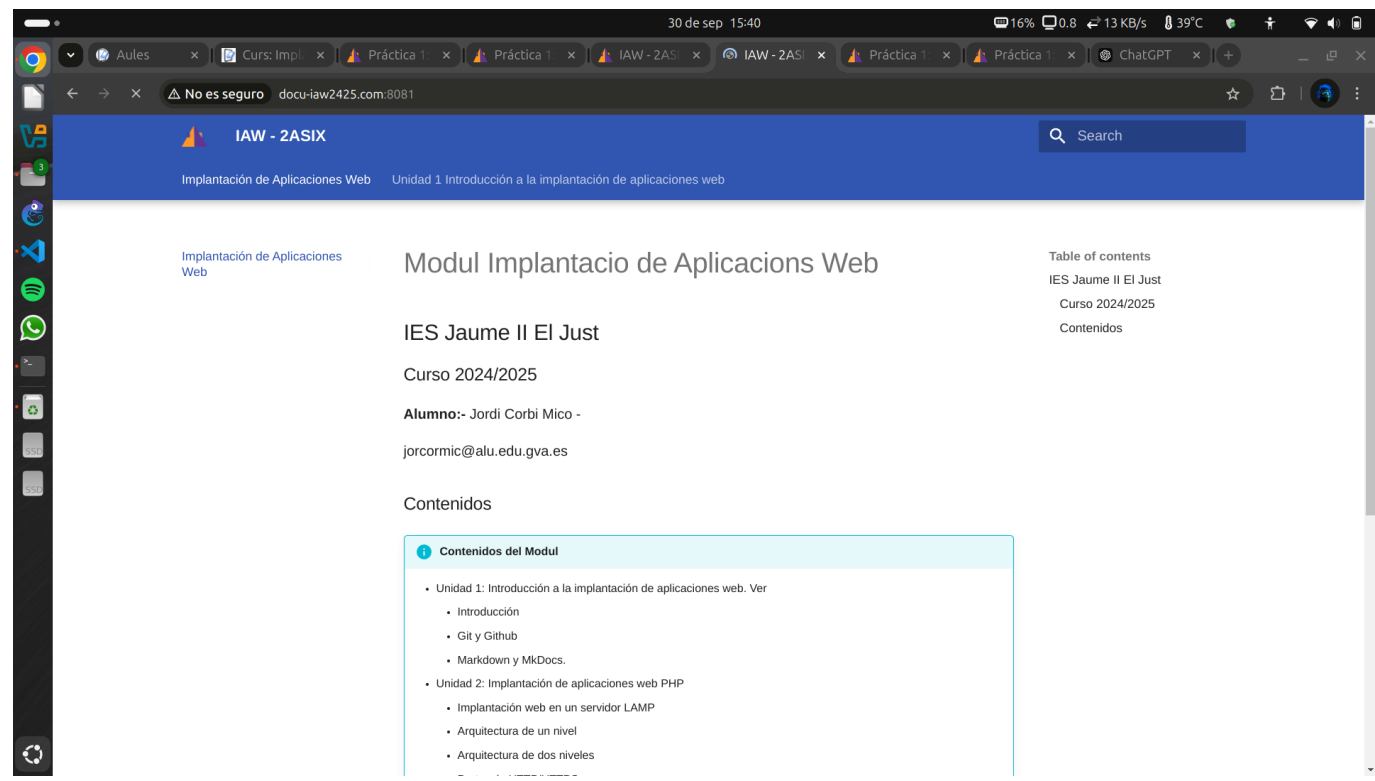 30 de sep 15:40
16% 0.8 13 KB/s 39°C
Aules
Curs: Impl
Práctica 1:
Práctica 1
IAW - 2ASI
IAW - 2ASI
Práctica 1:
Práctica 1:
ChatGPT
No es seguro docu-iaw2425.com:8081
IAW - 2ASIX
Search
Implantación de Aplicaciones Web
Unidad 1 Introducción a la implantación de aplicaciones web
3
Implantación de Aplicaciones
Web
Modul Implantacio de Aplicacions Web
IES Jaume II El Just
Curso 2024/2025
Alumno:- Jordi Corbi Mico -
jorcormic@alu.edu.gva.es
Contenidos
Contenidos del Modul
Unidad 1: Introducción a la implantación de aplicaciones web. Ver
Introducción
Git y Github
Markdown y MkDocs.
Unidad 2: Implantación de aplicaciones web PHP
Implantación web en un servidor LAMP
Arquitectura de un nivel
Arquitectura de dos niveles
Table of contents
IES Jaume II El Just
Curso 2024/2025
Contenidos
SSD
SSD